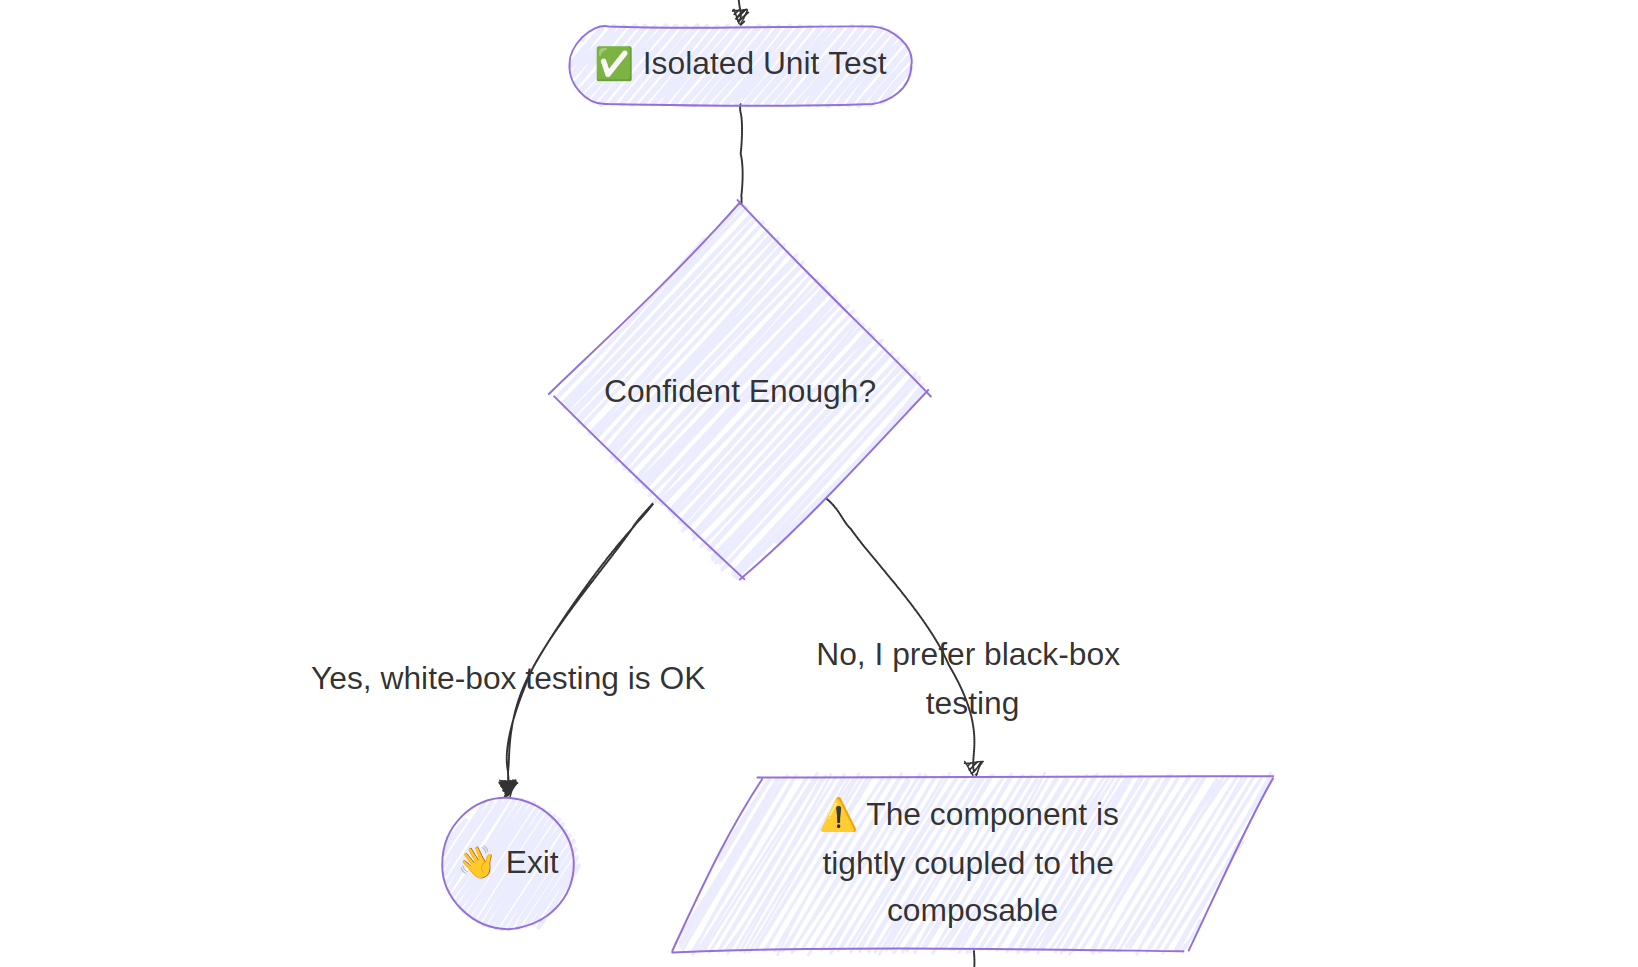 ✅ Isolated Unit Test
Confident Enough?
Yes, white-box testing is OK
No, I prefer black-box
testing
👋 Exit
⚠️ The component is
tightly coupled to the
composable